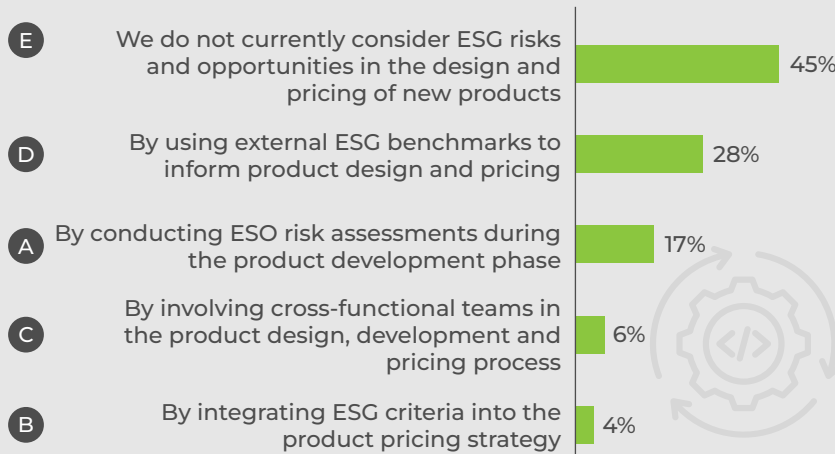 E
We do not currently consider ESG risks
and opportunities in the design and
pricing of new products
45%
D
By using external ESG benchmarks to
inform product design and pricing
28%
A
By conducting ESO risk assessments during
the product development phase
17%
C
By involving cross-functional teams in
the product design, development and
pricing process
6%
B
By integrating ESG criteria into the
product pricing strategy
4%